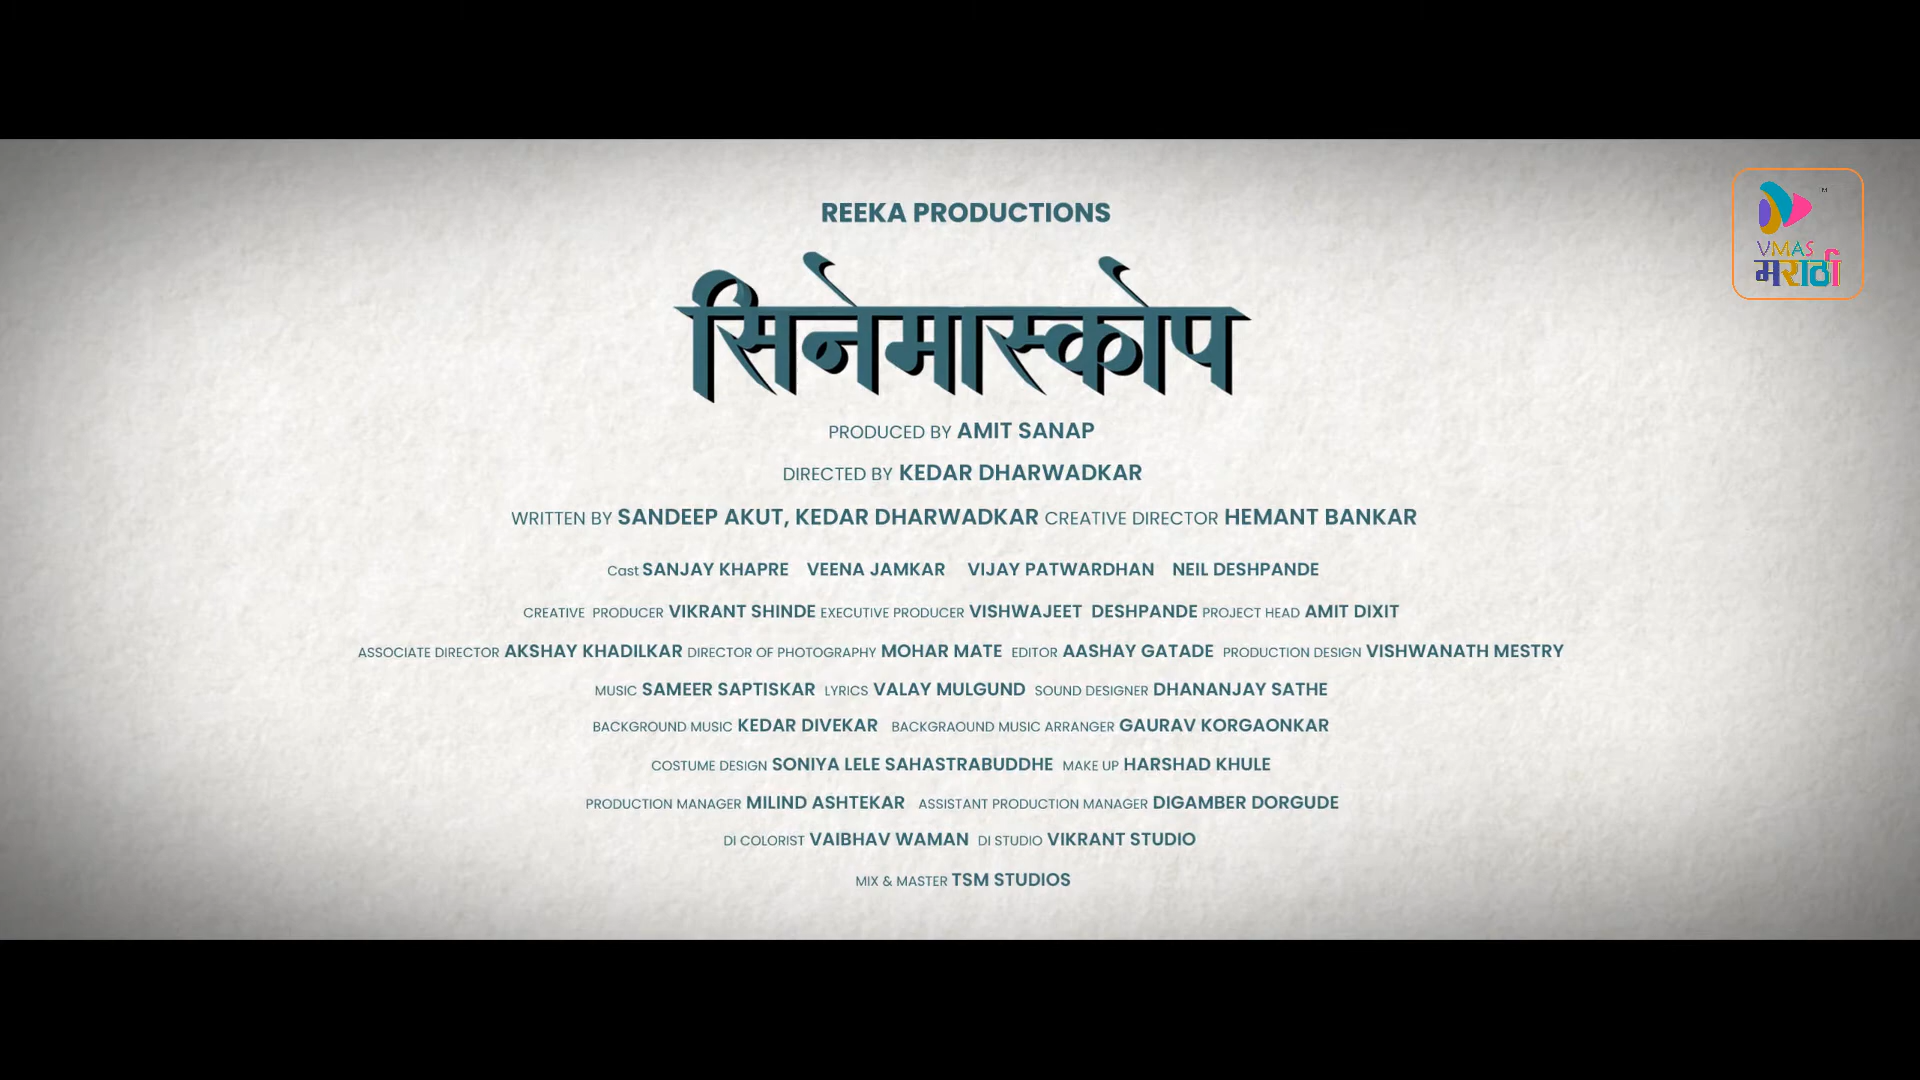 REEKA PRODUCTIONS
VMAS
मराठी
सिनेमास्कोप
PRODUCED BY AMIT SANAP
DIRECTED BY KEDAR DHARWADKAR
WRITTEN BY SANDEEP AKUT, KEDAR DHARWADKAR CREATIVE DIRECTOR HEMANT BANKAR
Cast SANJAY KHAPRE VEENA JAMKAR VIJAY PATWARDHAN NEIL DESHPANDE
CREATIVE PRODUCER VIKRANT SHINDE EXECUTIVE PRODUCER VISHWAJEET DESHPANDE PROJECT HEAD AMIT DIXIT
ASSOCIATE DIRECTOR AKSHAY KHADILKAR DIRECTOR OF PHOTOGRAPHY MOHAR MATE EDITOR AASHAY GATADE PRODUCTION DESIGN VISHWANATH MESTRY
MUSIC SAMEER SAPTISKAR LYRICS VALAY MULGUND SOUND DESIGNER DHANANJAY SATHE
BACKGROUND MUSIC KEDAR DIVEKAR BACKGRAOUND MUSIC ARRANGER GAURAV KORGAONKAR
COSTUME DESIGN SONIYA LELE SAHASTRABUDDHE MAKE UP HARSHAD KHULE
PRODUCTION MANAGER MILIND ASHTEKAR ASSISTANT PRODUCTION MANAGER DIGAMBER DORGUDE
DI COLORIST VAIBHAV WAMAN DI STUDIO VIKRANT STUDIO
MIX & MASTER TSM STUDIOS